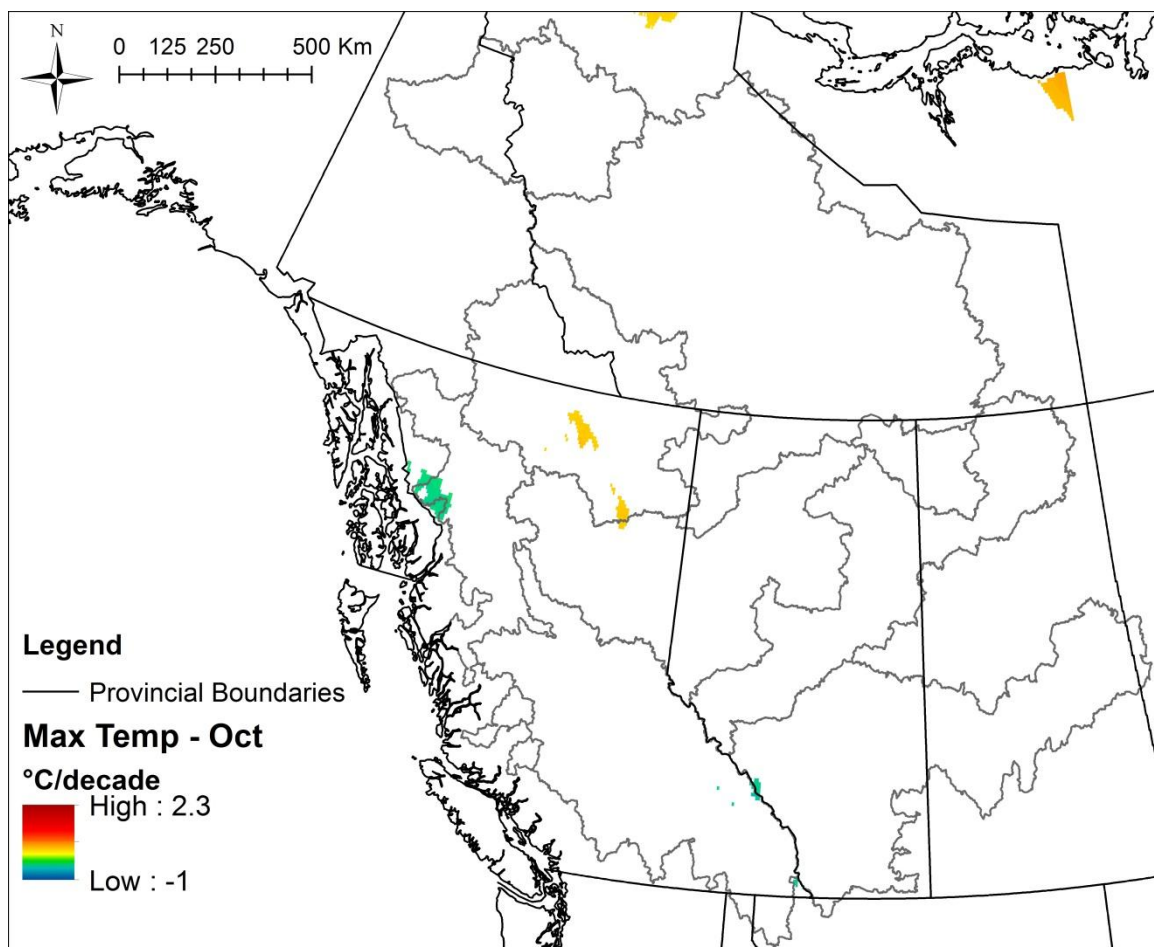 N
0 125 250 500 Km
Legend
Provincial Boundaries
Max Temp - Oct
°C/decade
High : 2.3
Low : -1